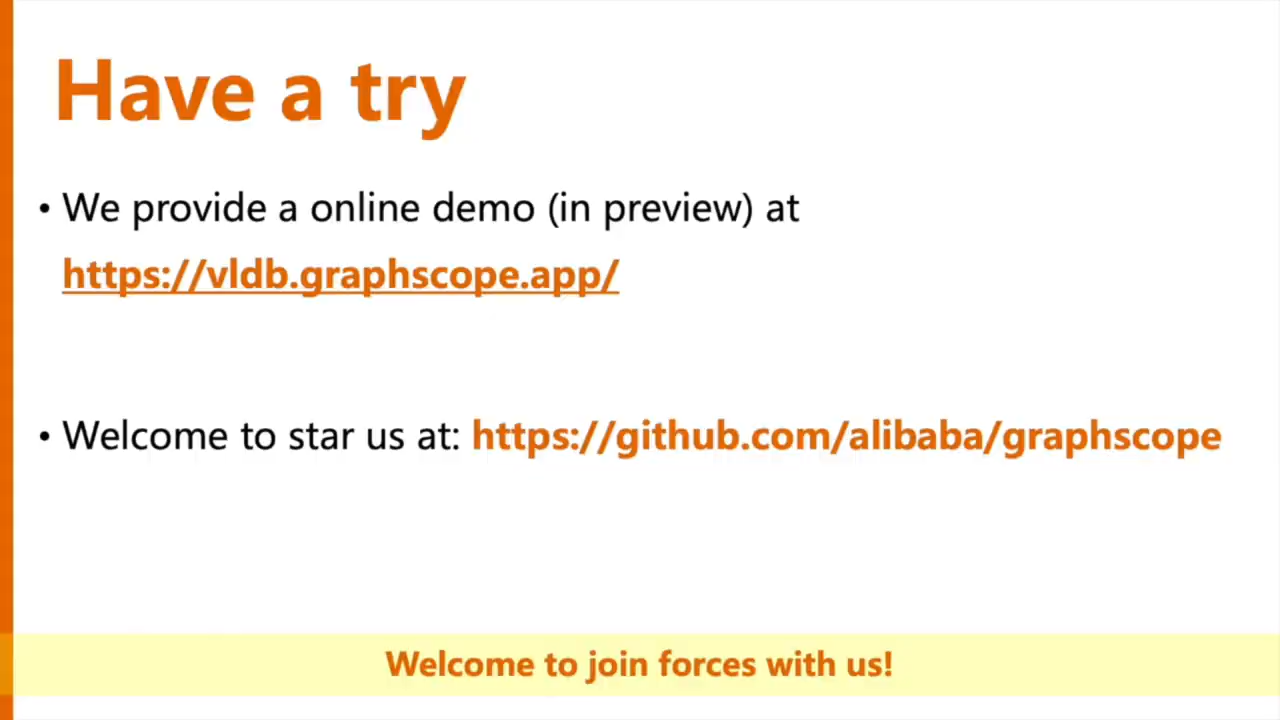 Have a try
• We provide a online demo (in preview) at
https://vldb.graphscope.app/
• Welcome to star us at: https://github.com/alibaba/graphscope
Welcome to join forces with us!